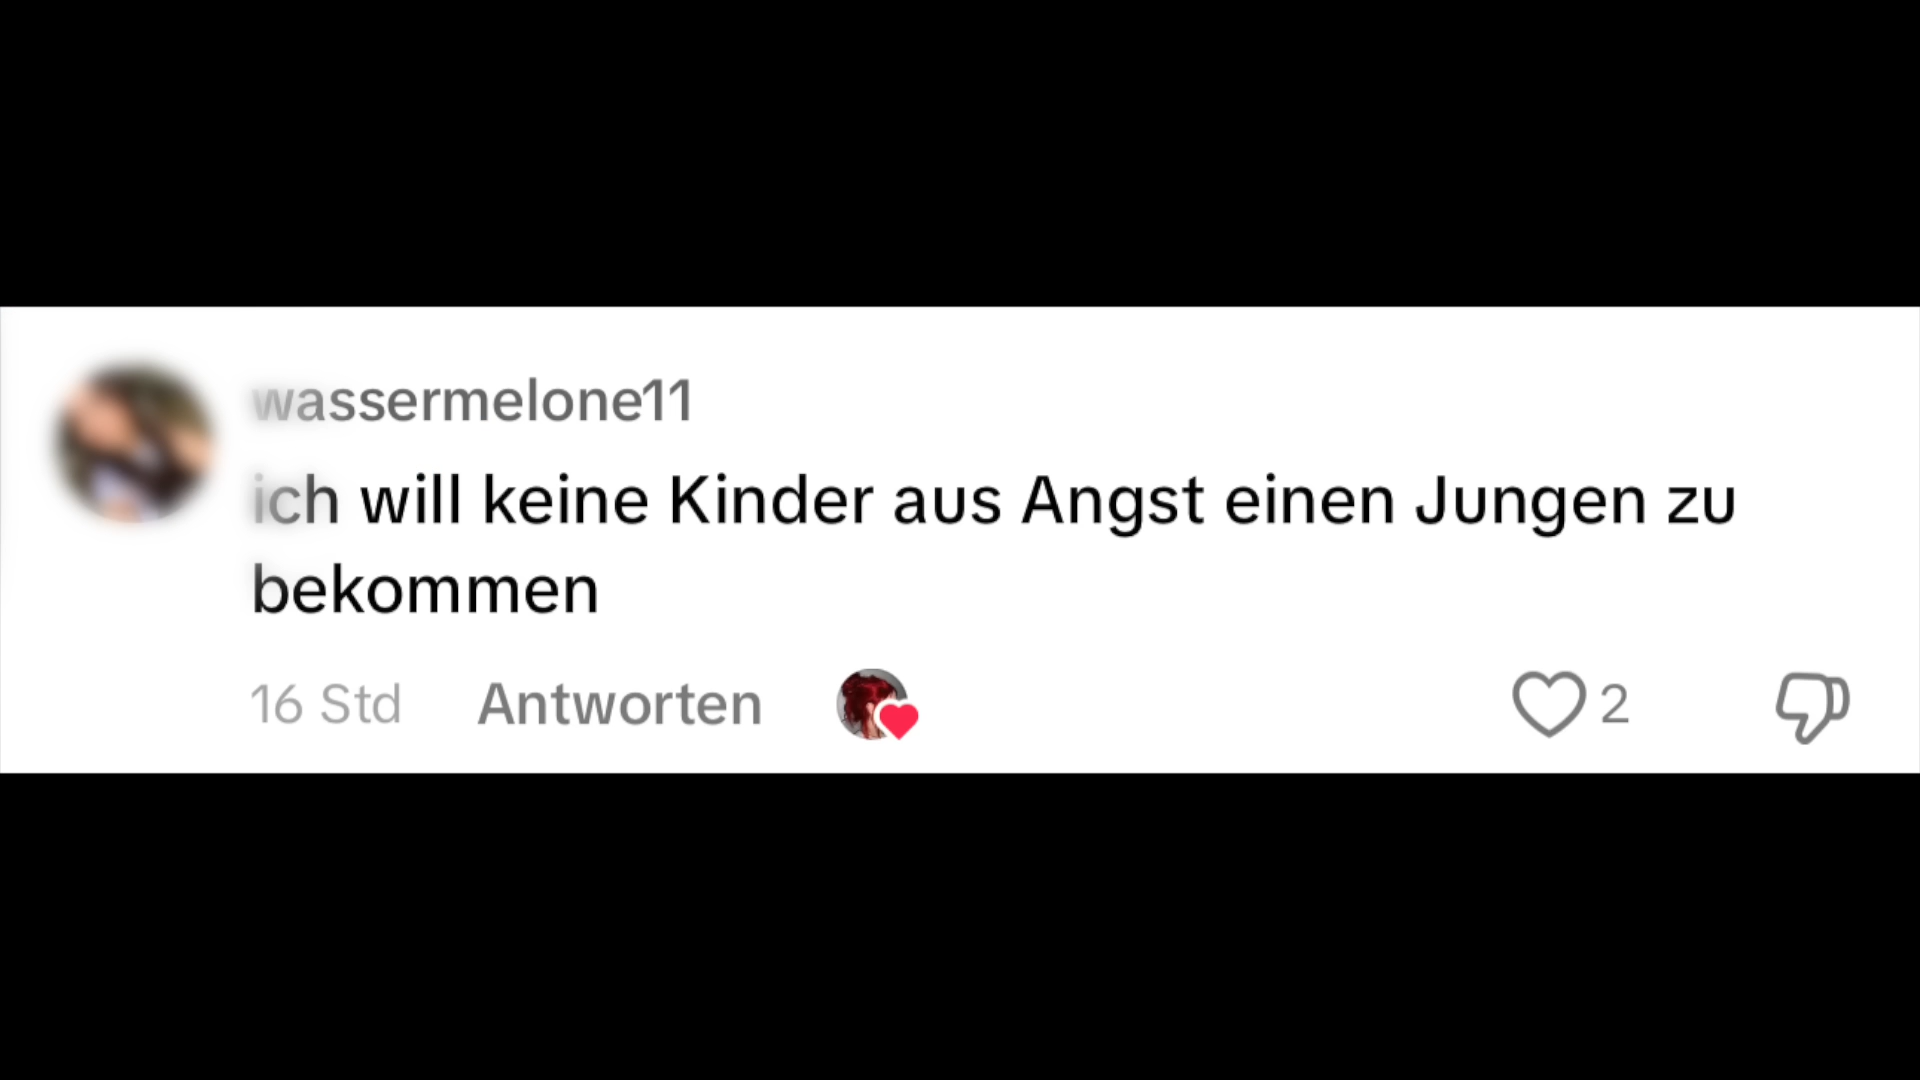 wassermelone11
ich will keine Kinder aus Angst einen Jungen zu
bekommen
16 Std Antworten 2